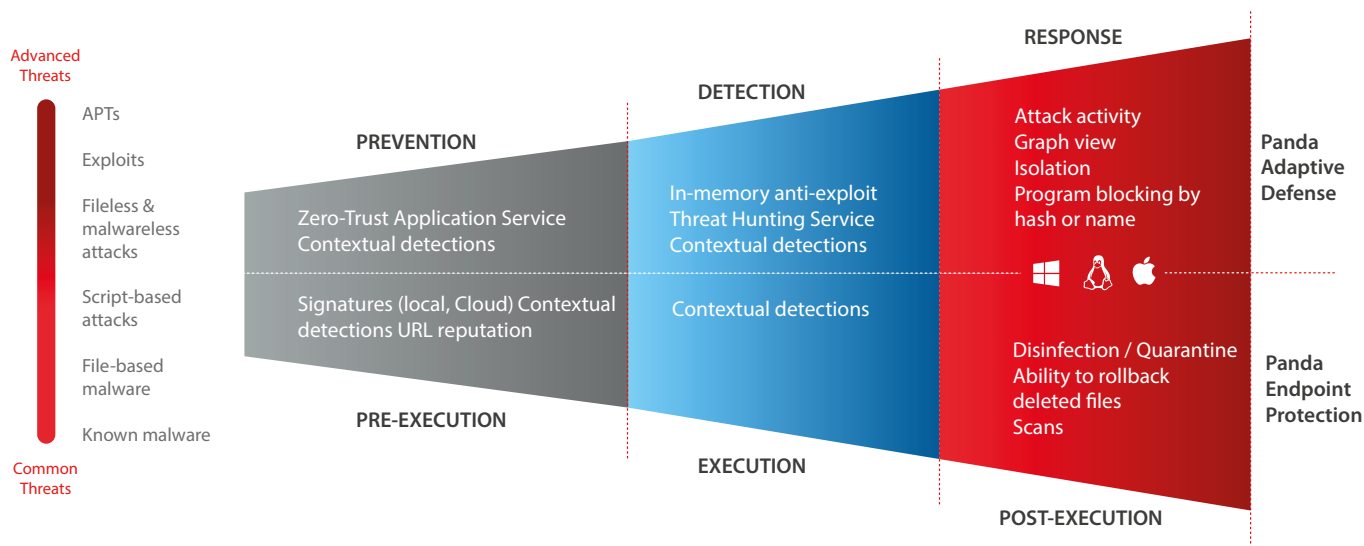 Advanced
Threats
APTs
Exploits
Fileless &
malwareless
attacks
Script-based
attacks
File-based
malware
Known malware
Common
Threats
PREVENTION
Zero-Trust Application Service
Contextual detections
Signatures (local, Cloud) Contextual
detections URL reputation
PRE-EXECUTION
DETECTION
In-memory anti-exploit
Threat Hunting Service
Contextual detections
Contextual detections
EXECUTION
RESPONSE
Attack activity
Graph view
Isolation
Program blocking by
hash or name
Disinfection / Quarantine
Ability to rollback
deleted files
Scans
POST-EXECUTION
Panda
Adaptive
Defense
Panda
Endpoint
Protection